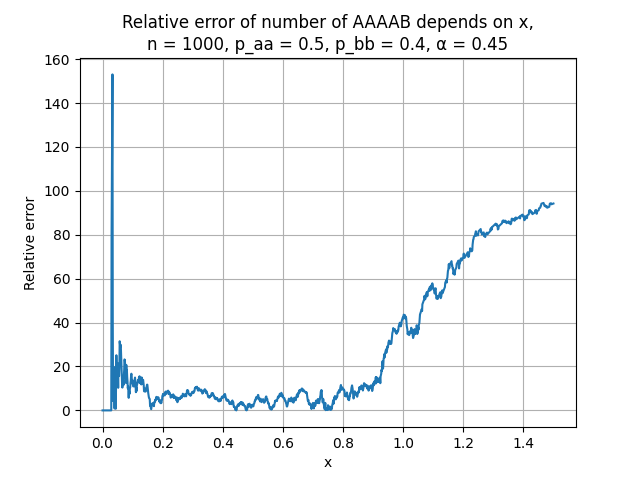 Relative error of number of AAAAB depends on x,
n = 1000, p_aa = 0.5, p_bb = 0.4, α = 0.45
160
140
120
100
80
60
40
20
0
Relative error
0.0 0.2 0.4 0.6 0.8 1.0 1.2 1.4
x